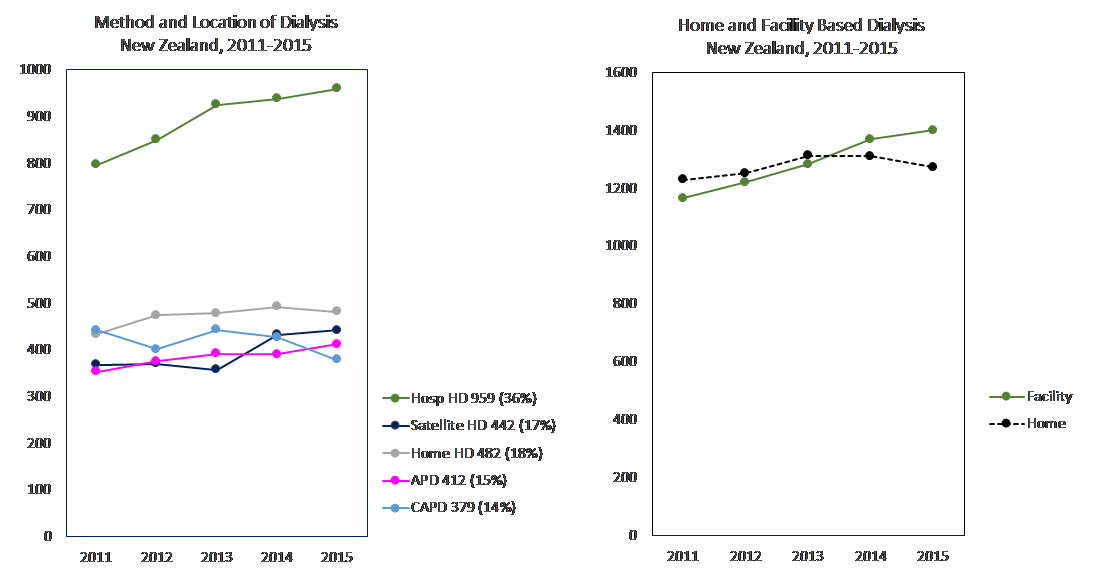 Method and Location of Dialysis
New Zealand, 2011-2015
1000
900
800
700
600
500
400
300
200
100
0
2011 2012 2013 2014 2015
Hosp HD 959 (36%)
Satellite HD 442 (17%)
Home HD 482 (18%)
APD 412 (15%)
CAPD 379 (14%)
Home and Facility Based Dialysis
New Zealand, 2011-2015
1600
1400
1200
1000
800
600
400
200
0
2011 2012 2013 2014 2015
Facility
Home